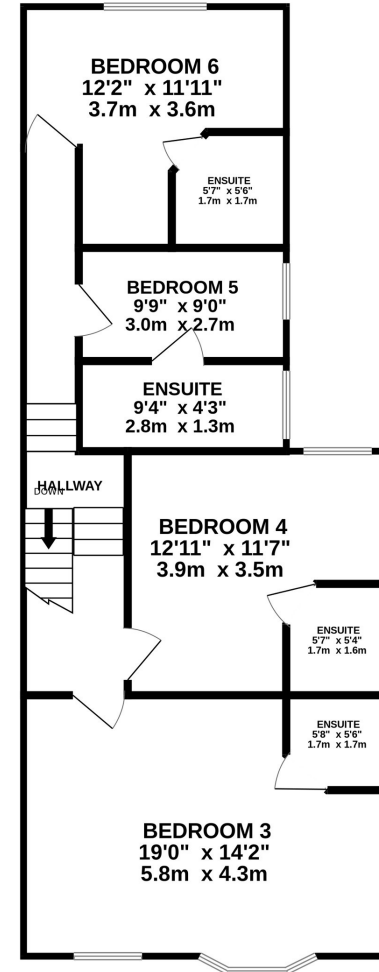 BEDROOM 6
12'2" x 11'11"
3.7m x 3.6m
ENSUITE
5'7" x 5'6"
1.7m x 1.7m
BEDROOM 5
9'9" x 9'0"
3.0m x 2.7m
ENSUITE
9'4" x 4'3"
2.8m x 1.3m
HALLWAY
DOWN
BEDROOM 4
12'11" x 11'7"
3.9m x 3.5m
ENSUITE
5'7" x 5'4"
1.7m x 1.6m
ENSUITE
5'8" x 5'6"
1.7m x 1.7m
BEDROOM 3
19'0" x 14'2"
5.8m x 4.3m